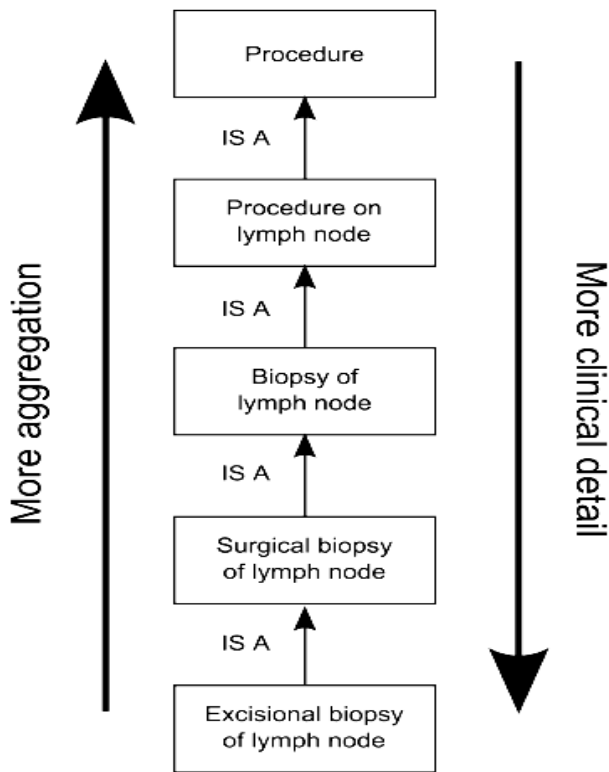 Procedure
IS A
Procedure on
lymph node
IS A
Biopsy of
lymph node
IS A
Surgical biopsy
of lymph node
IS A
Excisional biopsy
of lymph node
More aggregation
More clinical detail